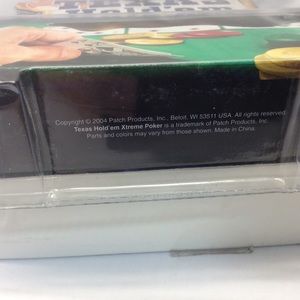 Copyright © 2004 Patch Products, Inc., Beloit, WI 53511 USA. All rights reserved.
Texas Hold'em Xtreme Poker is a trademark of Patch Products, Inc.
Parts and colors may vary from those shown. Made in China.